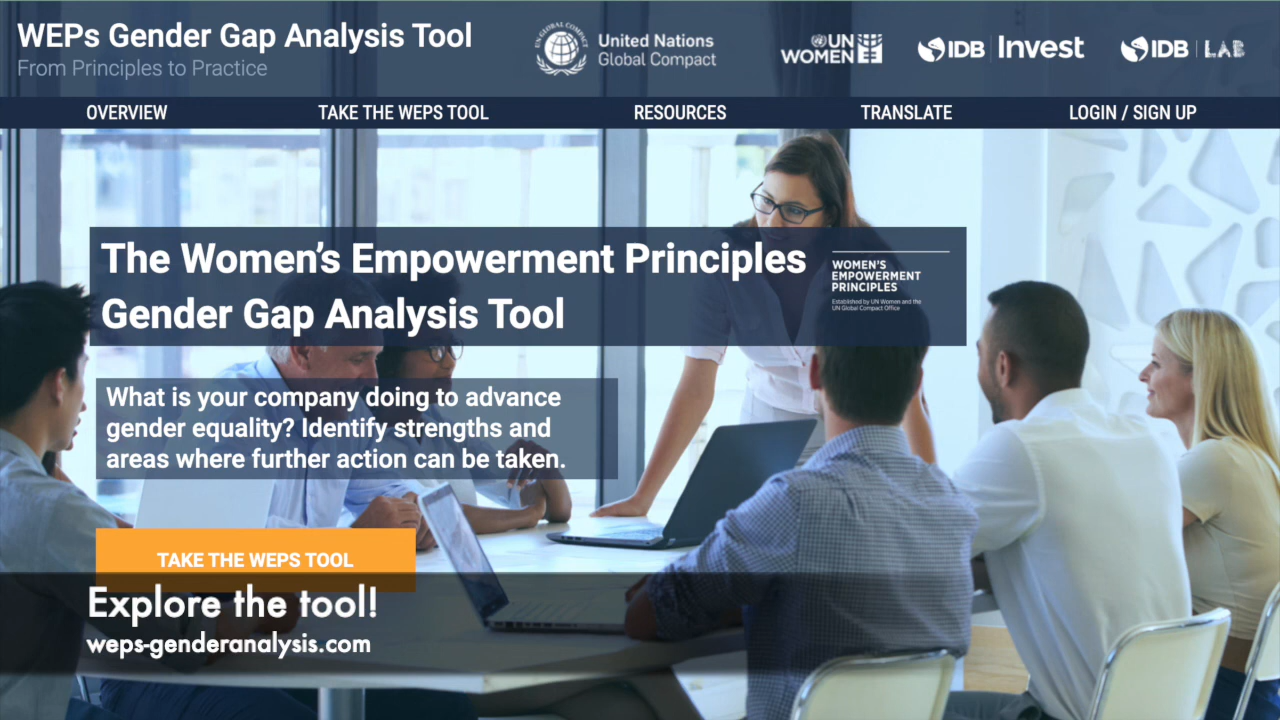 WEPs Gender Gap Analysis Tool
From Principles to Practice
UN GLOBAL COMPACT
United Nations
Global Compact
UN
WOMEN
IDB Invest
IDB LAB
OVERVIEW
TAKE THE WEPS TOOL
RESOURCES
TRANSLATE
LOGIN / SIGN UP
The Women's Empowerment Principles
Gender Gap Analysis Tool
WOMEN'S
EMPOWERMENT
PRINCIPLES
Established by UN Women and the
UN Global Compact Office
What is your company doing to advance
gender equality? Identify strengths and
areas where further action can be taken.
TAKE THE WEPS TOOL
Explore the tool!
weps-genderanalysis.com